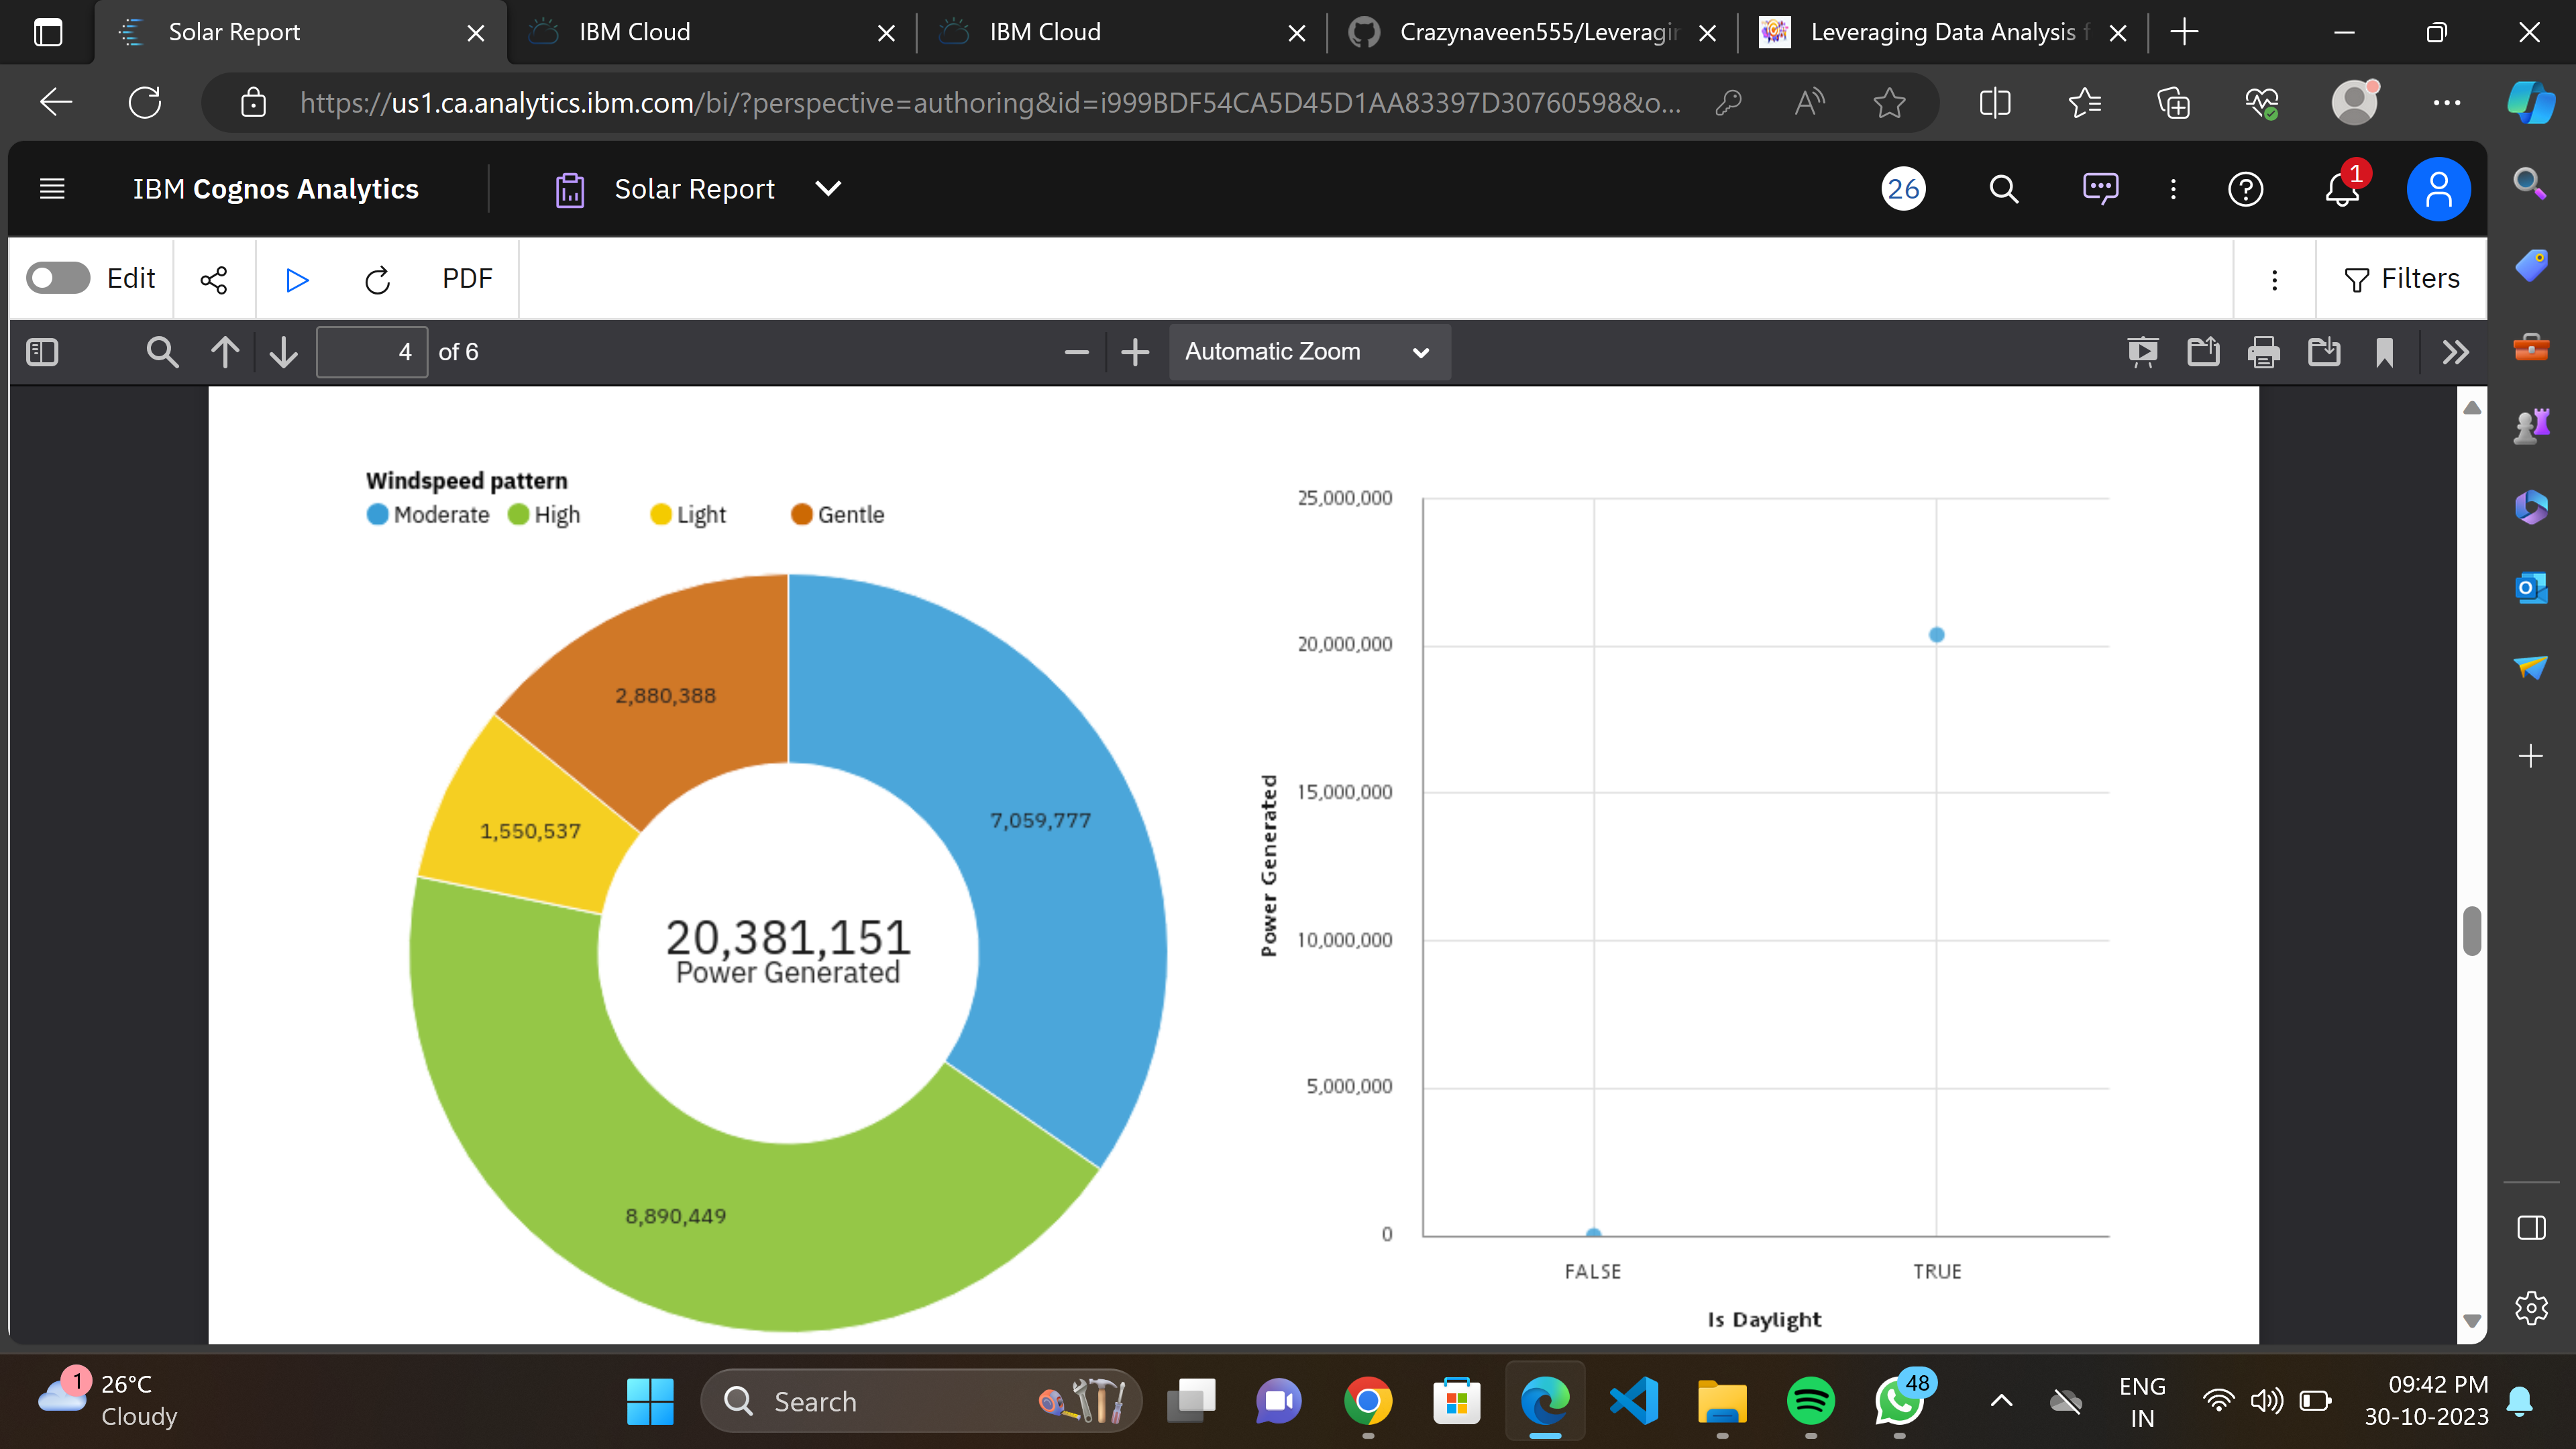 Solar Report
IBM Cloud
IBM Cloud
Crazynaveen555/Leveragin
Leveraging Data Analysis f
https://us1.ca.analytics.ibm.com/bi/?perspective=authoring&id=i999BDF54CA5D45D1AA83397D30760598&o...
IBM Cognos Analytics
Solar Report
26
1
Edit
PDF
Filters
4 of 6
Automatic Zoom
Windspeed pattern
Moderate High Light Gentle
2,880,388
1,550,537
7,059,777
20,381,151
Power Generated
8,890,449
25,000,000
20,000,000
15,000,000
10,000,000
5,000,000
0
Power Generated
FALSE TRUE
Is Daylight
1
26°C
Cloudy
Search
48
ENG
IN
09:42 PM
30-10-2023